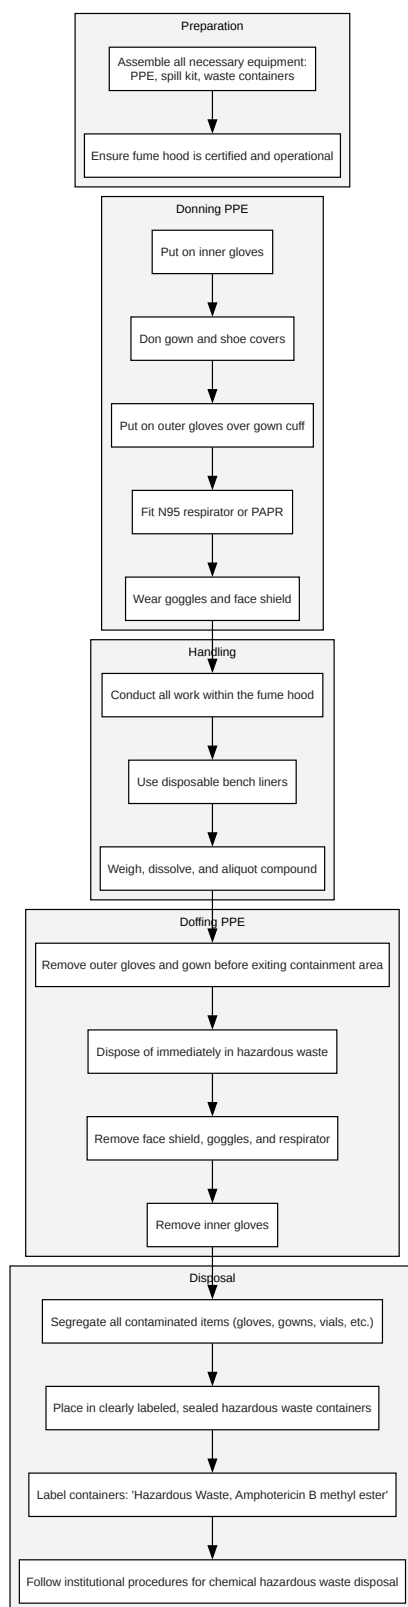 Preparation
Assemble all necessary equipment:
PPE, spill kit, waste containers
Ensure fume hood is certified and operational
Donning PPE
Put on inner gloves
Don gown and shoe covers
Put on outer gloves over gown cuff
Fit N95 respirator or PAPR
Wear goggles and face shield
Handling
Conduct all work within the fume hood
Use disposable bench liners
Weigh, dissolve, and aliquot compound
Doffing PPE
Remove outer gloves and gown before exiting containment area
Dispose of immediately in hazardous waste
Remove face shield, goggles, and respirator
Remove inner gloves
Disposal
Segregate all contaminated items (gloves, gowns, vials, etc.)
Place in clearly labeled, sealed hazardous waste containers
Label containers: 'Hazardous Waste, Amphotericin B methyl ester'
Follow institutional procedures for chemical hazardous waste disposal